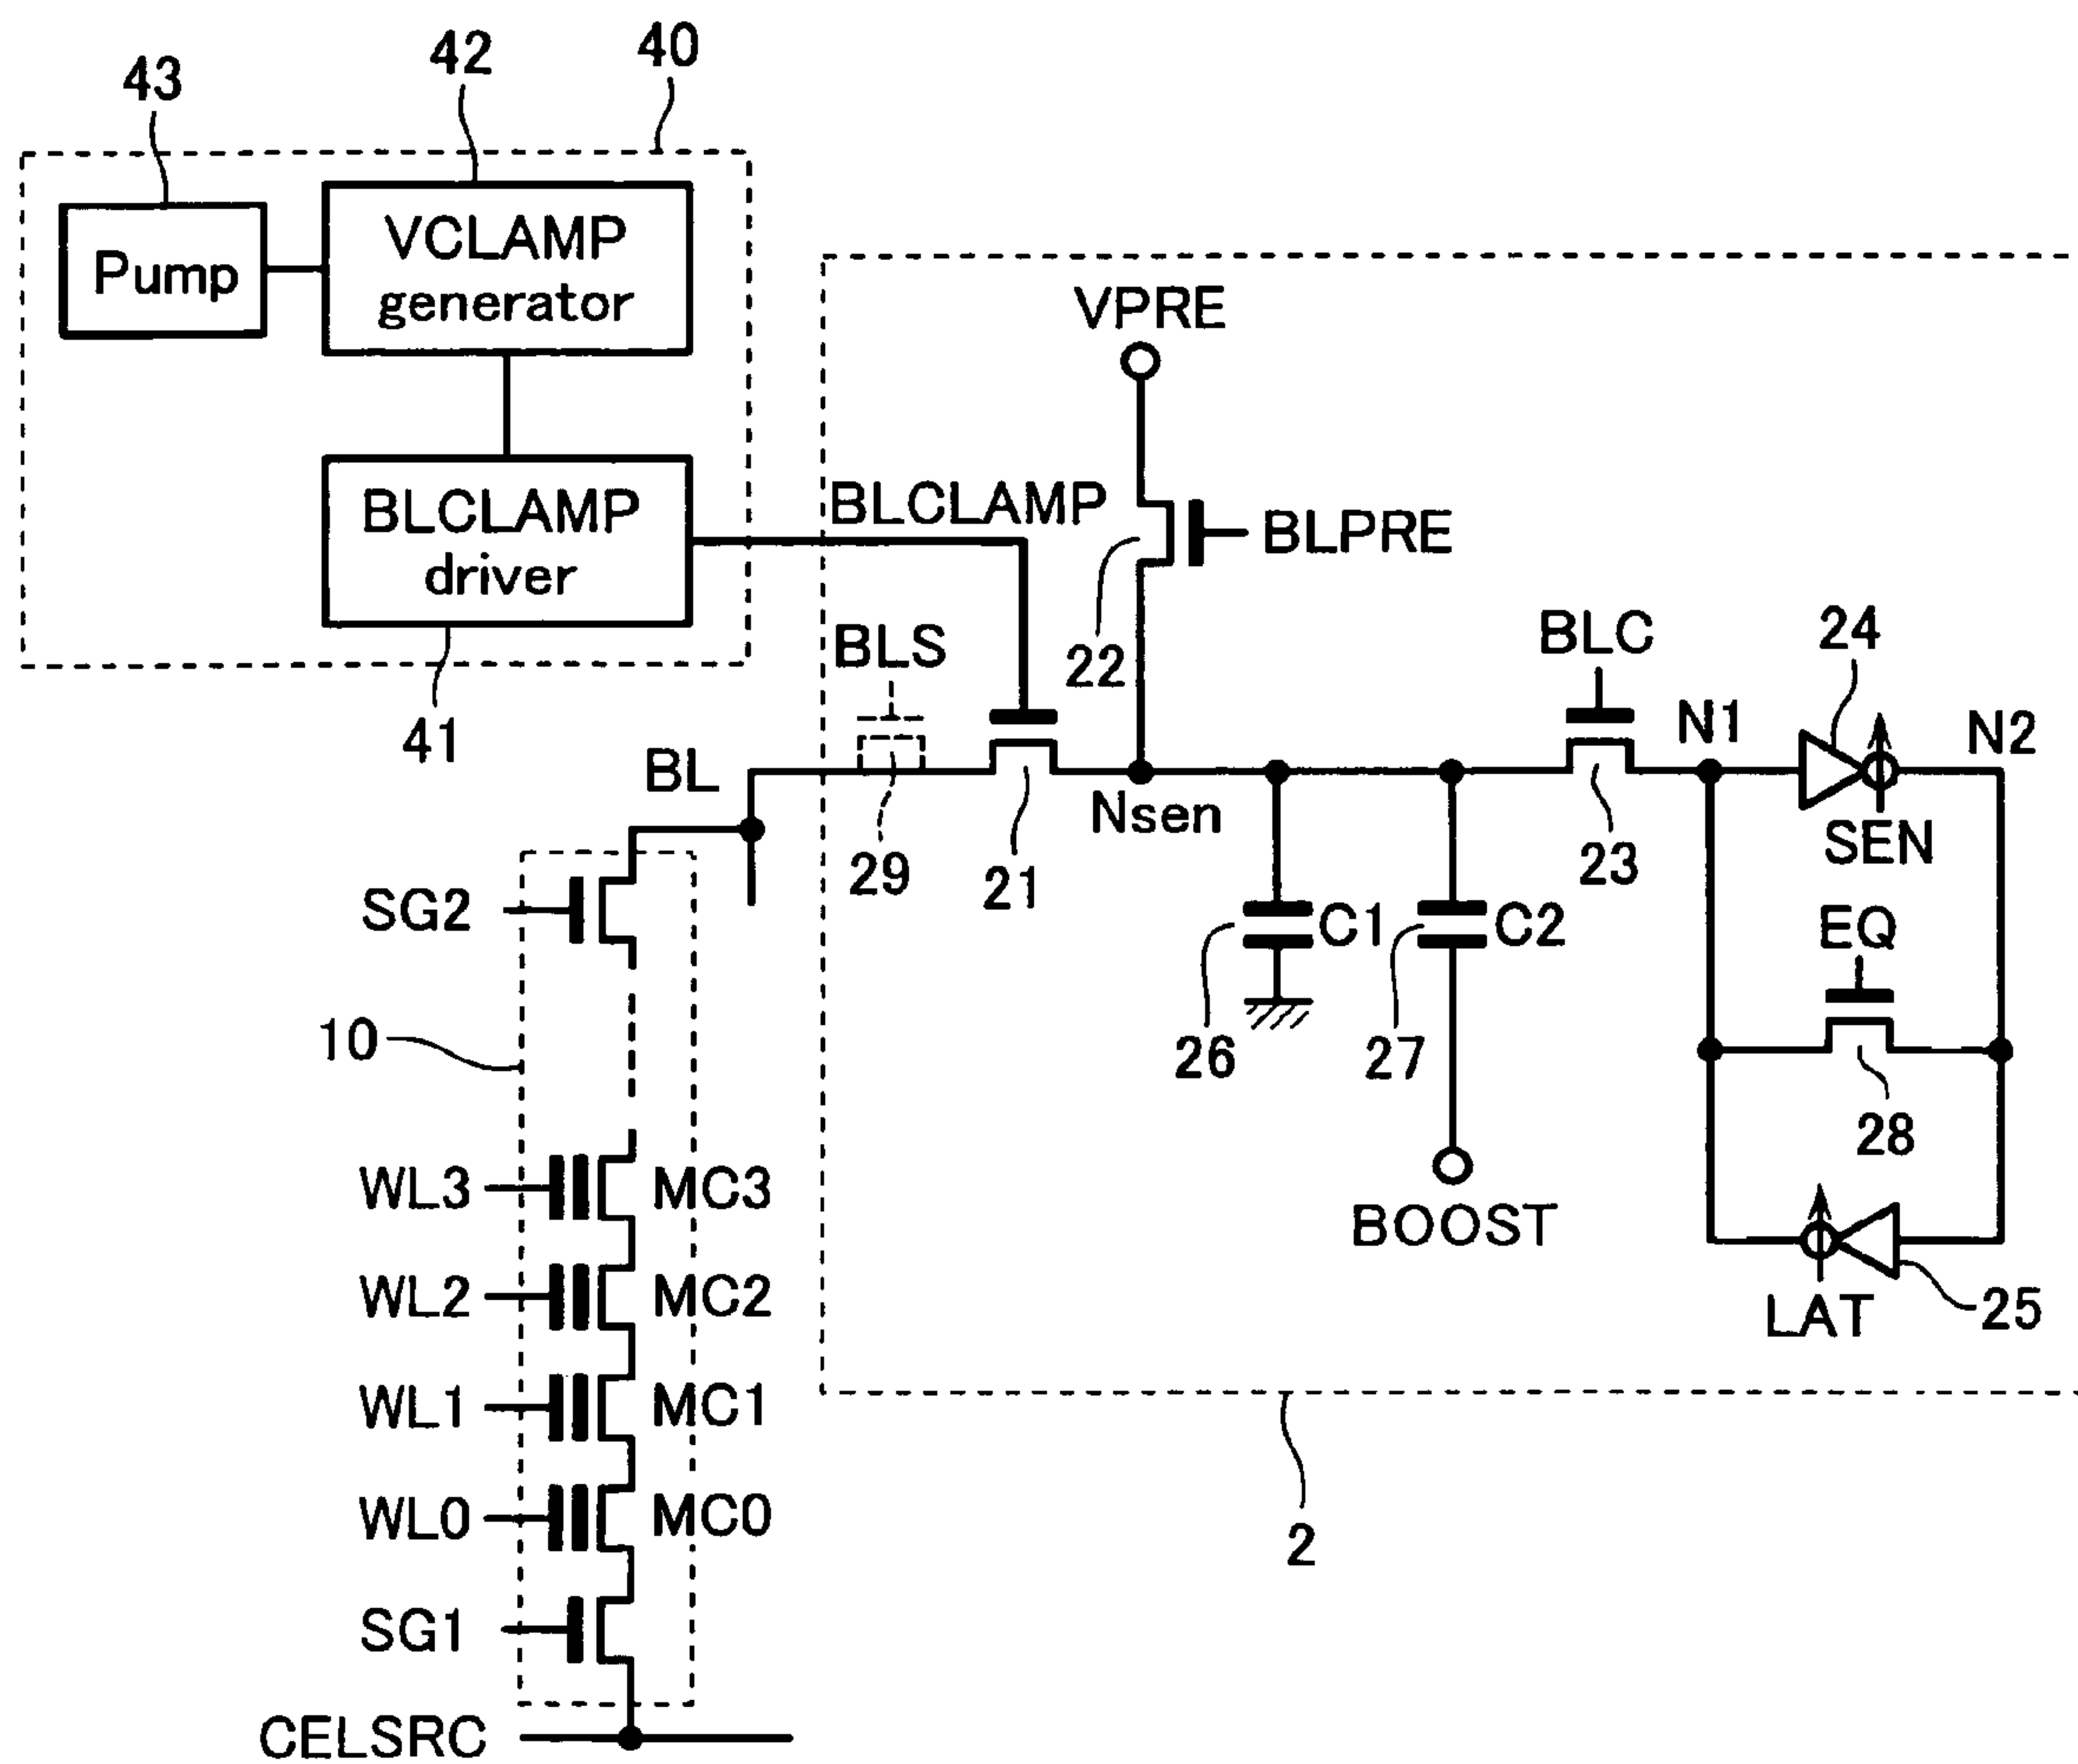 42
40
43
VCLAMP
generator
Pump
VPRE
BLCLAMP
driver
BLCLAMP
BLPRE
BLS
22
BLC
24
41
BL
N1
N2
Nsen
SEN
29
21
23
SG2
C1
C2
EQ
10
26
27
28
WL3
MC3
BOOST
WL2
MC2
LAT
25
WL1
MC1
WL0
MC0
2
SG1
CELSRC